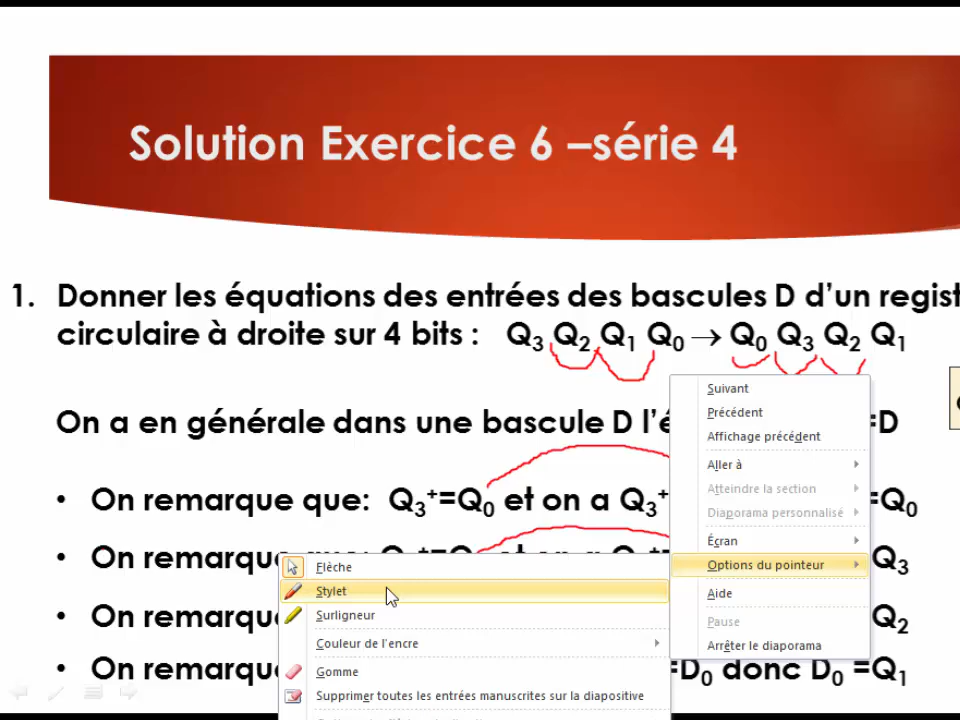 Solution Exercice 6 –série 4
1. Donner les équations des entrées des bascules D d'un regist
circulaire à droite sur 4 bits : Q3 Q2 Q1 Q0 → Q0 Q3 Q2 Q1
On a en générale dans une bascule D l'é =D
• On remarque que: Q3+=Q0 et on a Q3+ =Q0
• On remarque Q3
• On remarqu Q2
• On remarqu =D0 donc D0 =Q1
Suivant
Précédent
Affichage précédent
Aller à
Atteindre la section
Diaporama personnalisé
Écran
Options du pointeur
Aide
Pause
Arrêter le diaporama
Flèche
Stylet
Surligneur
Couleur de l'encre
Gomme
Supprimer toutes les entrées manuscrites sur la diapositive